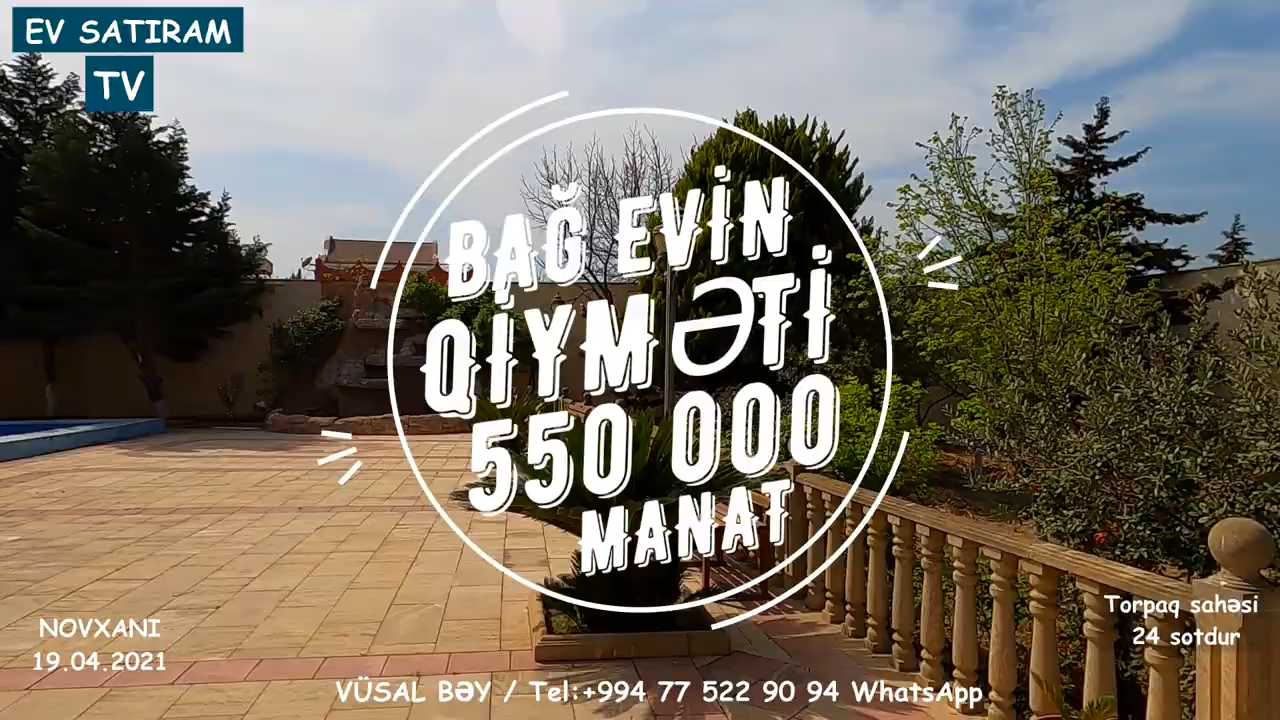 EV SATIRAM
TV
BAĞ EVİN
QİYMƏTİ
550 000
MANAT
NOVXANI
19.04.2021
Torpaq sahəsi
24 sotdur
VÜSAL BƏY / Tel:+994 77 522 90 94 WhatsApp